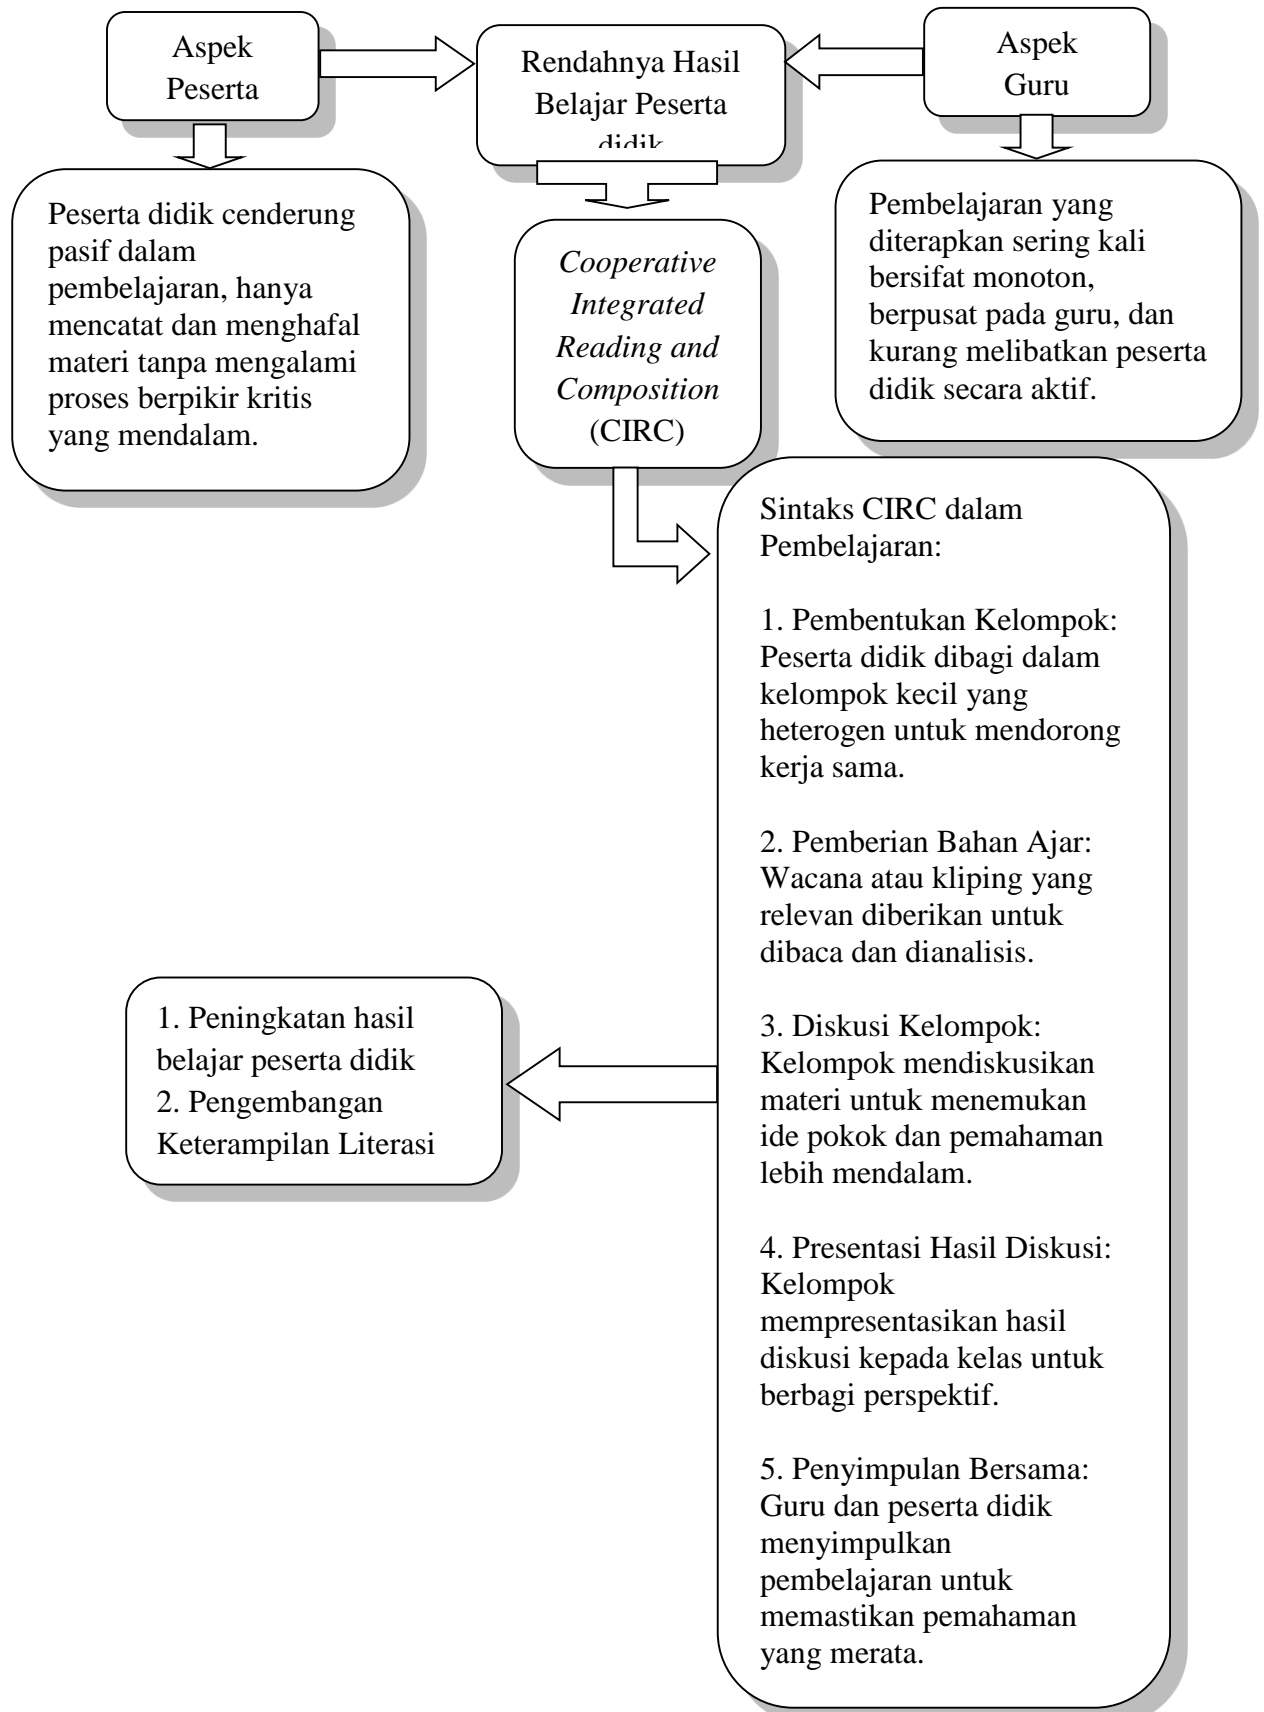 Aspek
Peserta
Rendahnya Hasil
Belajar Peserta
didik
Aspek
Guru
Peserta didik cenderung
pasif dalam
pembelajaran, hanya
mencatat dan menghafal
materi tanpa mengalami
proses berpikir kritis
yang mendalam.
Cooperative
Integrated
Reading and
Composition
(CIRC)
Pembelajaran yang
diterapkan sering kali
bersifat monoton,
berpusat pada guru, dan
kurang melibatkan peserta
didik secara aktif.
Sintaks CIRC dalam
Pembelajaran:
1. Pembentukan Kelompok:
Peserta didik dibagi dalam
kelompok kecil yang
heterogen untuk mendorong
kerja sama.
2. Pemberian Bahan Ajar:
Wacana atau kliping yang
relevan diberikan untuk
dibaca dan dianalisis.
3. Diskusi Kelompok:
Kelompok mendiskusikan
materi untuk menemukan
ide pokok dan pemahaman
lebih mendalam.
4. Presentasi Hasil Diskusi:
Kelompok
mempresentasikan hasil
diskusi kepada kelas untuk
berbagi perspektif.
5. Penyimpulan Bersama:
Guru dan peserta didik
menyimpulkan
pembelajaran untuk
memastikan pemahaman
yang merata.
1. Peningkatan hasil
belajar peserta didik
2. Pengembangan
Keterampilan Literasi